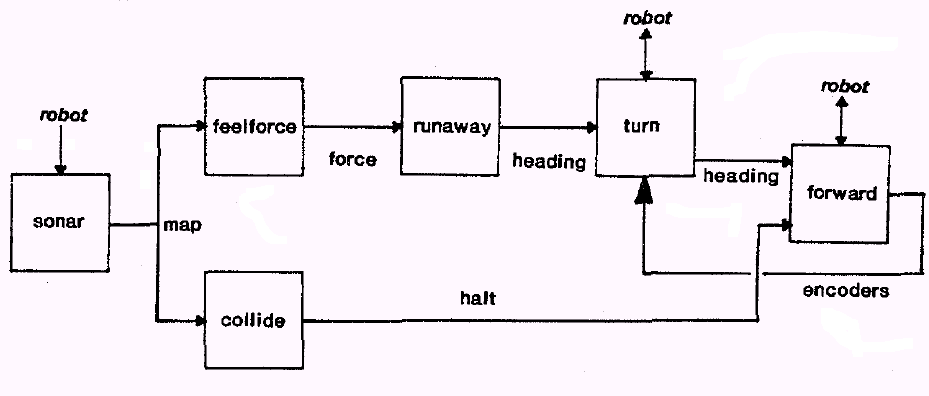 robot
robot
robot
feelforce
runaway
turn
force
heading
heading
forward
sonar
map
encoders
halt
collide